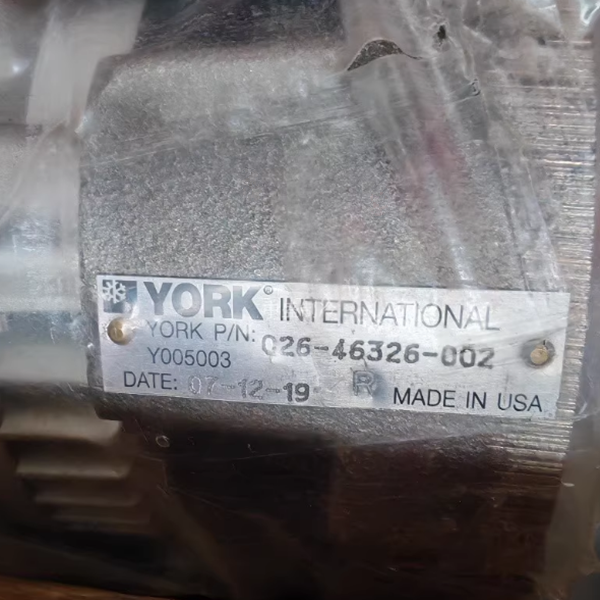 YORK® INTERNATIONAL
YORK P/N: 026-46326-002
Y005003
DATE: 07-12-19 R MADE IN USA